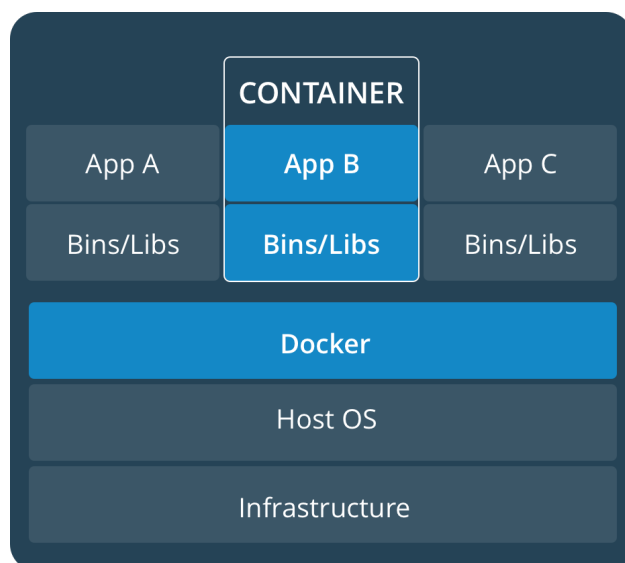 CONTAINER
App A App B App C
Bins/Libs Bins/Libs Bins/Libs
Docker
Host OS
Infrastructure